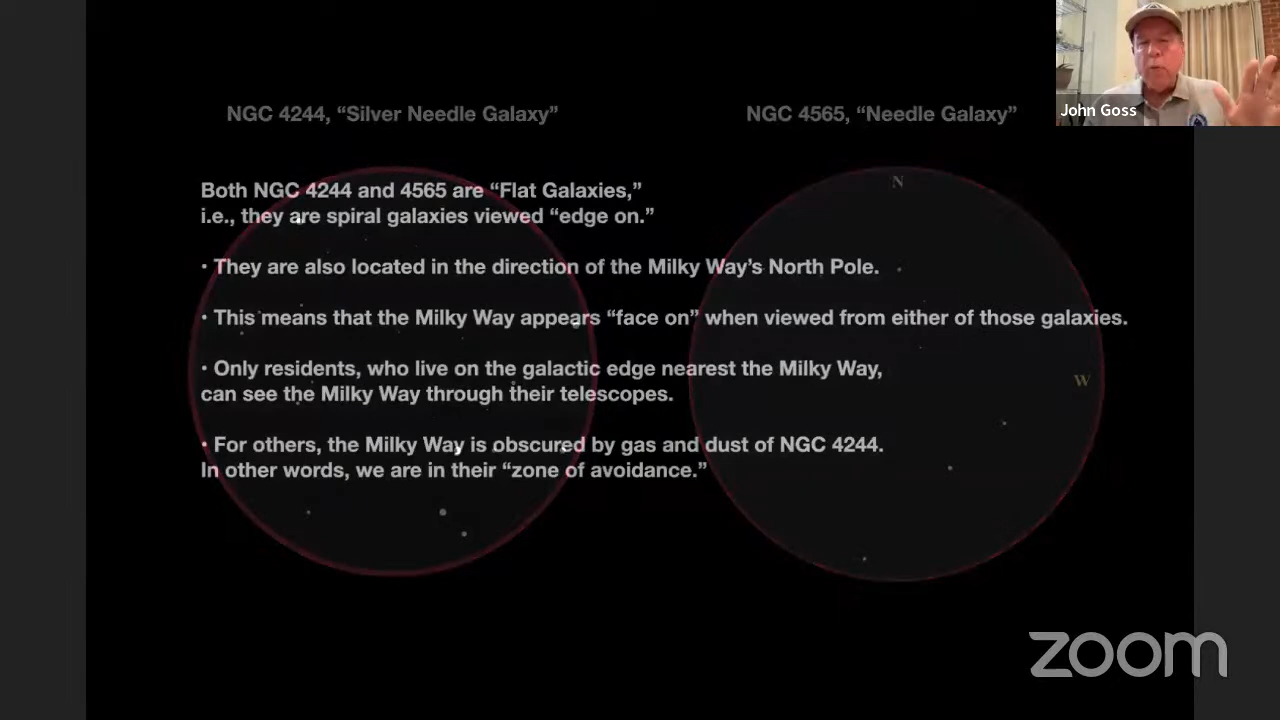 John Goss
NGC 4244, “Silver Needle Galaxy”
NGC 4565, “Needle Galaxy”
Both NGC 4244 and 4565 are “Flat Galaxies,”
i.e., they are spiral galaxies viewed “edge on.”
• They are also located in the direction of the Milky Way’s North Pole.
• This means that the Milky Way appears “face on” when viewed from either of those galaxies.
• Only residents, who live on the galactic edge nearest the Milky Way,
can see the Milky Way through their telescopes.
• For others, the Milky Way is obscured by gas and dust of NGC 4244.
In other words, we are in their “zone of avoidance.”
N
W
zoom